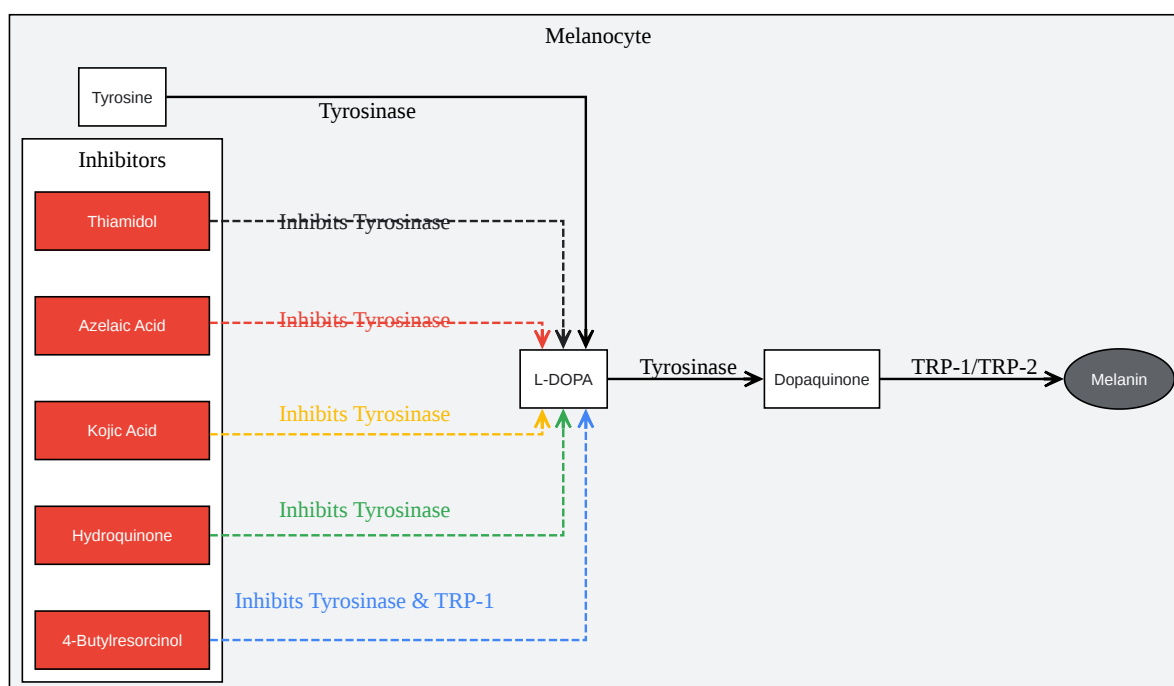 Melanocyte
Tyrosine
Tyrosinase
Inhibitors
Thiamidol
Inhibits Tyrosinase
Azelaic Acid
Inhibits Tyrosinase
L-DOPA
Tyrosinase
Dopaquinone
TRP-1/TRP-2
Melanin
Kojic Acid
Inhibits Tyrosinase
Hydroquinone
Inhibits Tyrosinase
4-Butylresorcinol
Inhibits Tyrosinase & TRP-1